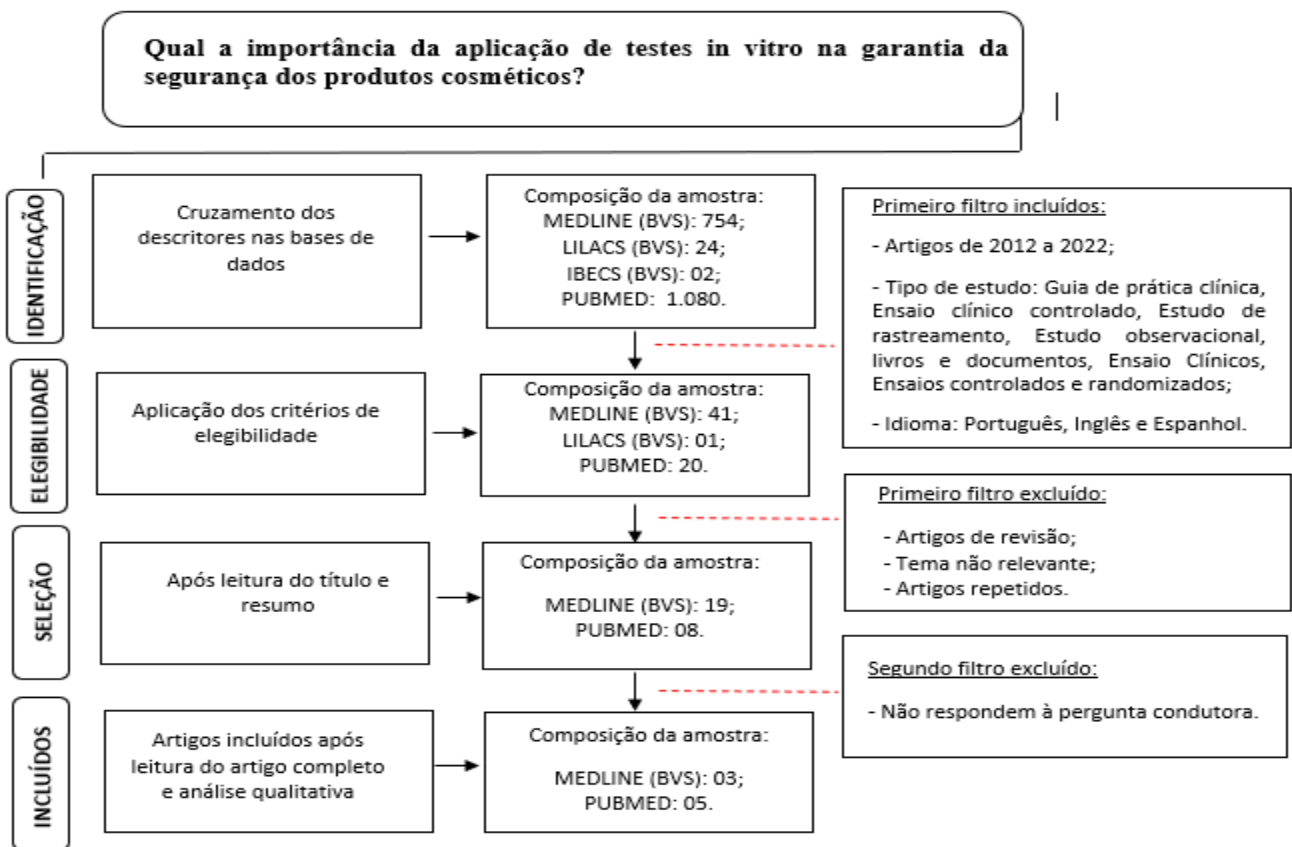 Qual a importância da aplicação de testes in vitro na garantia da
segurança dos produtos cosméticos?
IDENTIFICAÇÃO
Cruzamento dos
descritores nas bases de
dados
Composição da amostra:
MEDLINE (BVS): 754;
LILACS (BVS): 24;
IBECS (BVS): 02;
PUBMED: 1.080.
Primeiro filtro incluídos:
- Artigos de 2012 a 2022;
- Tipo de estudo: Guia de prática clínica,
Ensaio clínico controlado, Estudo de
rastreamento, Estudo observacional,
livros e documentos, Ensaio Clínicos,
Ensaios controlados e randomizados;
- Idioma: Português, Inglês e Espanhol.
ELEGIBILIDADE
Aplicação dos critérios de
elegibilidade
Composição da amostra:
MEDLINE (BVS): 41;
LILACS (BVS): 01;
PUBMED: 20.
Primeiro filtro excluído:
- Artigos de revisão;
- Tema não relevante;
- Artigos repetidos.
SELEÇÃO
Após leitura do título e
resumo
Composição da amostra:
MEDLINE (BVS): 19;
PUBMED: 08.
Segundo filtro excluído:
- Não respondem à pergunta condutora.
INCLUÍDOS
Artigos incluídos após
leitura do artigo completo
e análise qualitativa
Composição da amostra:
MEDLINE (BVS): 03;
PUBMED: 05.